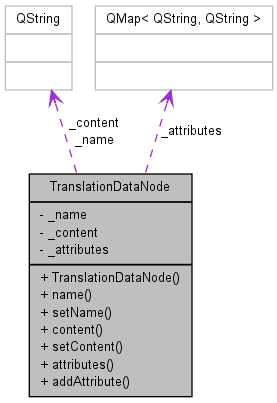 QString
QMap< QString, QString >
_content
_name
_attributes
TranslationDataNode
- _name
- _content
- _attributes
+ TranslationDataNode()
+ name()
+ setName()
+ content()
+ setContent()
+ attributes()
+ addAttribute()